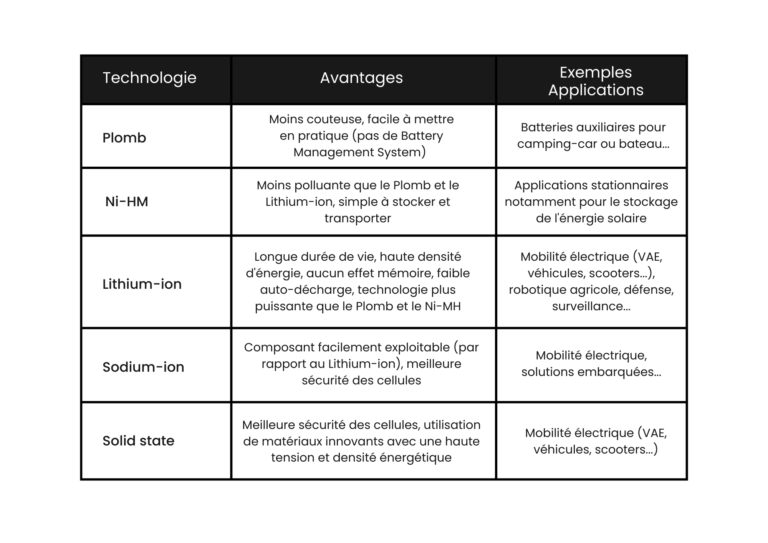 Technologie
Avantages
Exemples
Applications
Plomb
Moins couteuse, facile à mettre
en pratique (pas de Battery
Management System)
Batteries auxiliaires pour
camping-car ou bateau...
Ni-HM
Moins polluante que le Plomb et le
Lithium-ion, simple à stocker et
transporter
Applications stationnaires
notamment pour le stockage
de l'énergie solaire
Lithium-ion
Longue durée de vie, haute densité
d'énergie, aucun effet mémoire, faible
auto-décharge, technologie plus
puissante que le Plomb et le Ni-MH
Mobilité électrique (VAE,
véhicules, scooters...),
robotique agricole, défense,
surveillance...
Sodium-ion
Composant facilement exploitable (par
rapport au Lithium-ion), meilleure
sécurité des cellules
Mobilité électrique,
solutions embarquées...
Solid state
Meilleure sécurité des cellules, utilisation
de matériaux innovants avec une haute
tension et densité énergétique
Mobilité électrique (VAE,
véhicules, scooters...)